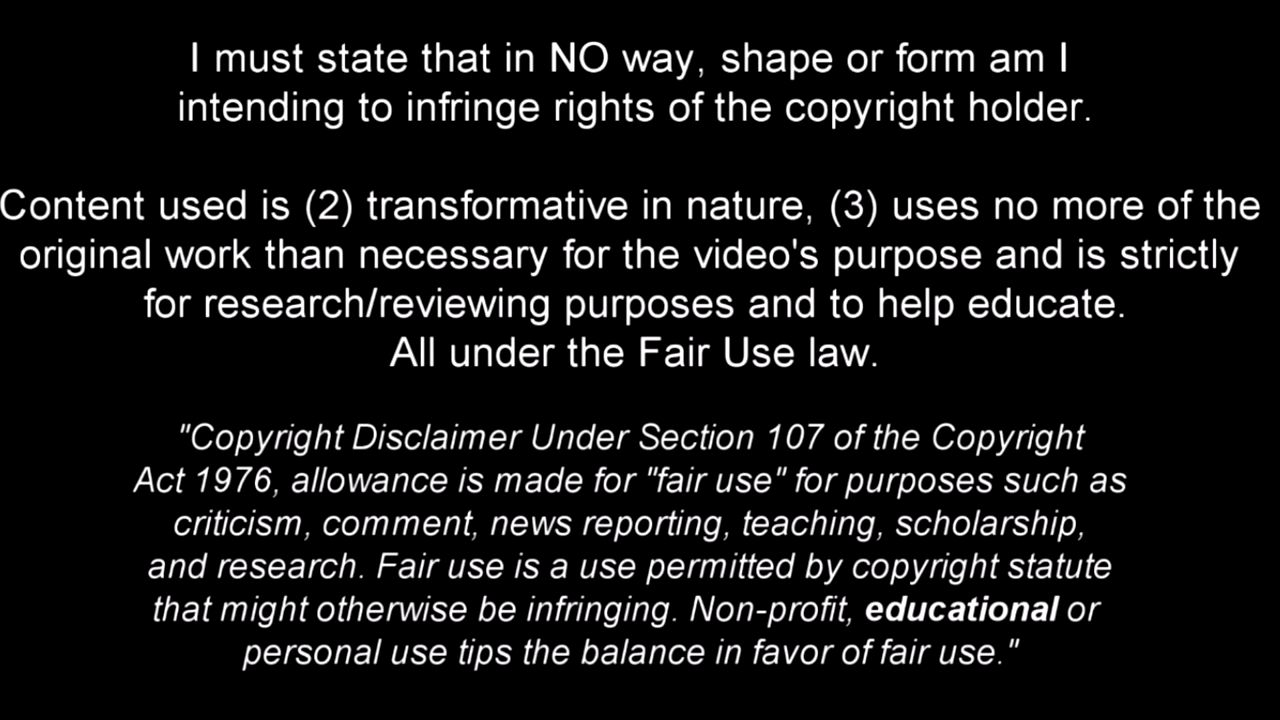 I must state that in NO way, shape or form am I
intending to infringe rights of the copyright holder.
Content used is (2) transformative in nature, (3) uses no more of the
original work than necessary for the video's purpose and is strictly
for research/reviewing purposes and to help educate.
All under the Fair Use law.
"Copyright Disclaimer Under Section 107 of the Copyright
Act 1976, allowance is made for "fair use" for purposes such as
criticism, comment, news reporting, teaching, scholarship,
and research. Fair use is a use permitted by copyright statute
that might otherwise be infringing. Non-profit, educational or
personal use tips the balance in favor of fair use."